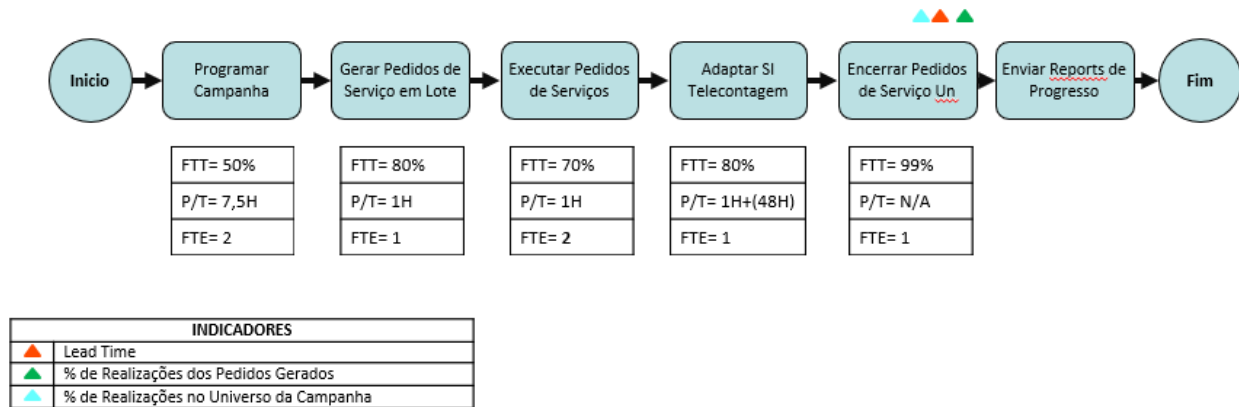 Inicio
Programar
Campanha
Gerar Pedidos de
Serviço em Lote
Executar Pedidos
de Serviços
Adaptar SI
Telecontagem
Encerrar Pedidos
de Serviço Un
Enviar Reports de
Progresso
Fim
FTT= 50%
P/T= 7,5H
FTE= 2
FTT= 80%
P/T= 1H
FTE= 1
FTT= 70%
P/T= 1H
FTE= 2
FTT= 80%
P/T= 1H+(48H)
FTE= 1
FTT= 99%
P/T= N/A
FTE= 1
INDICADORES
Lead Time
% de Realizações dos Pedidos Gerados
% de Realizações no Universo da Campanha